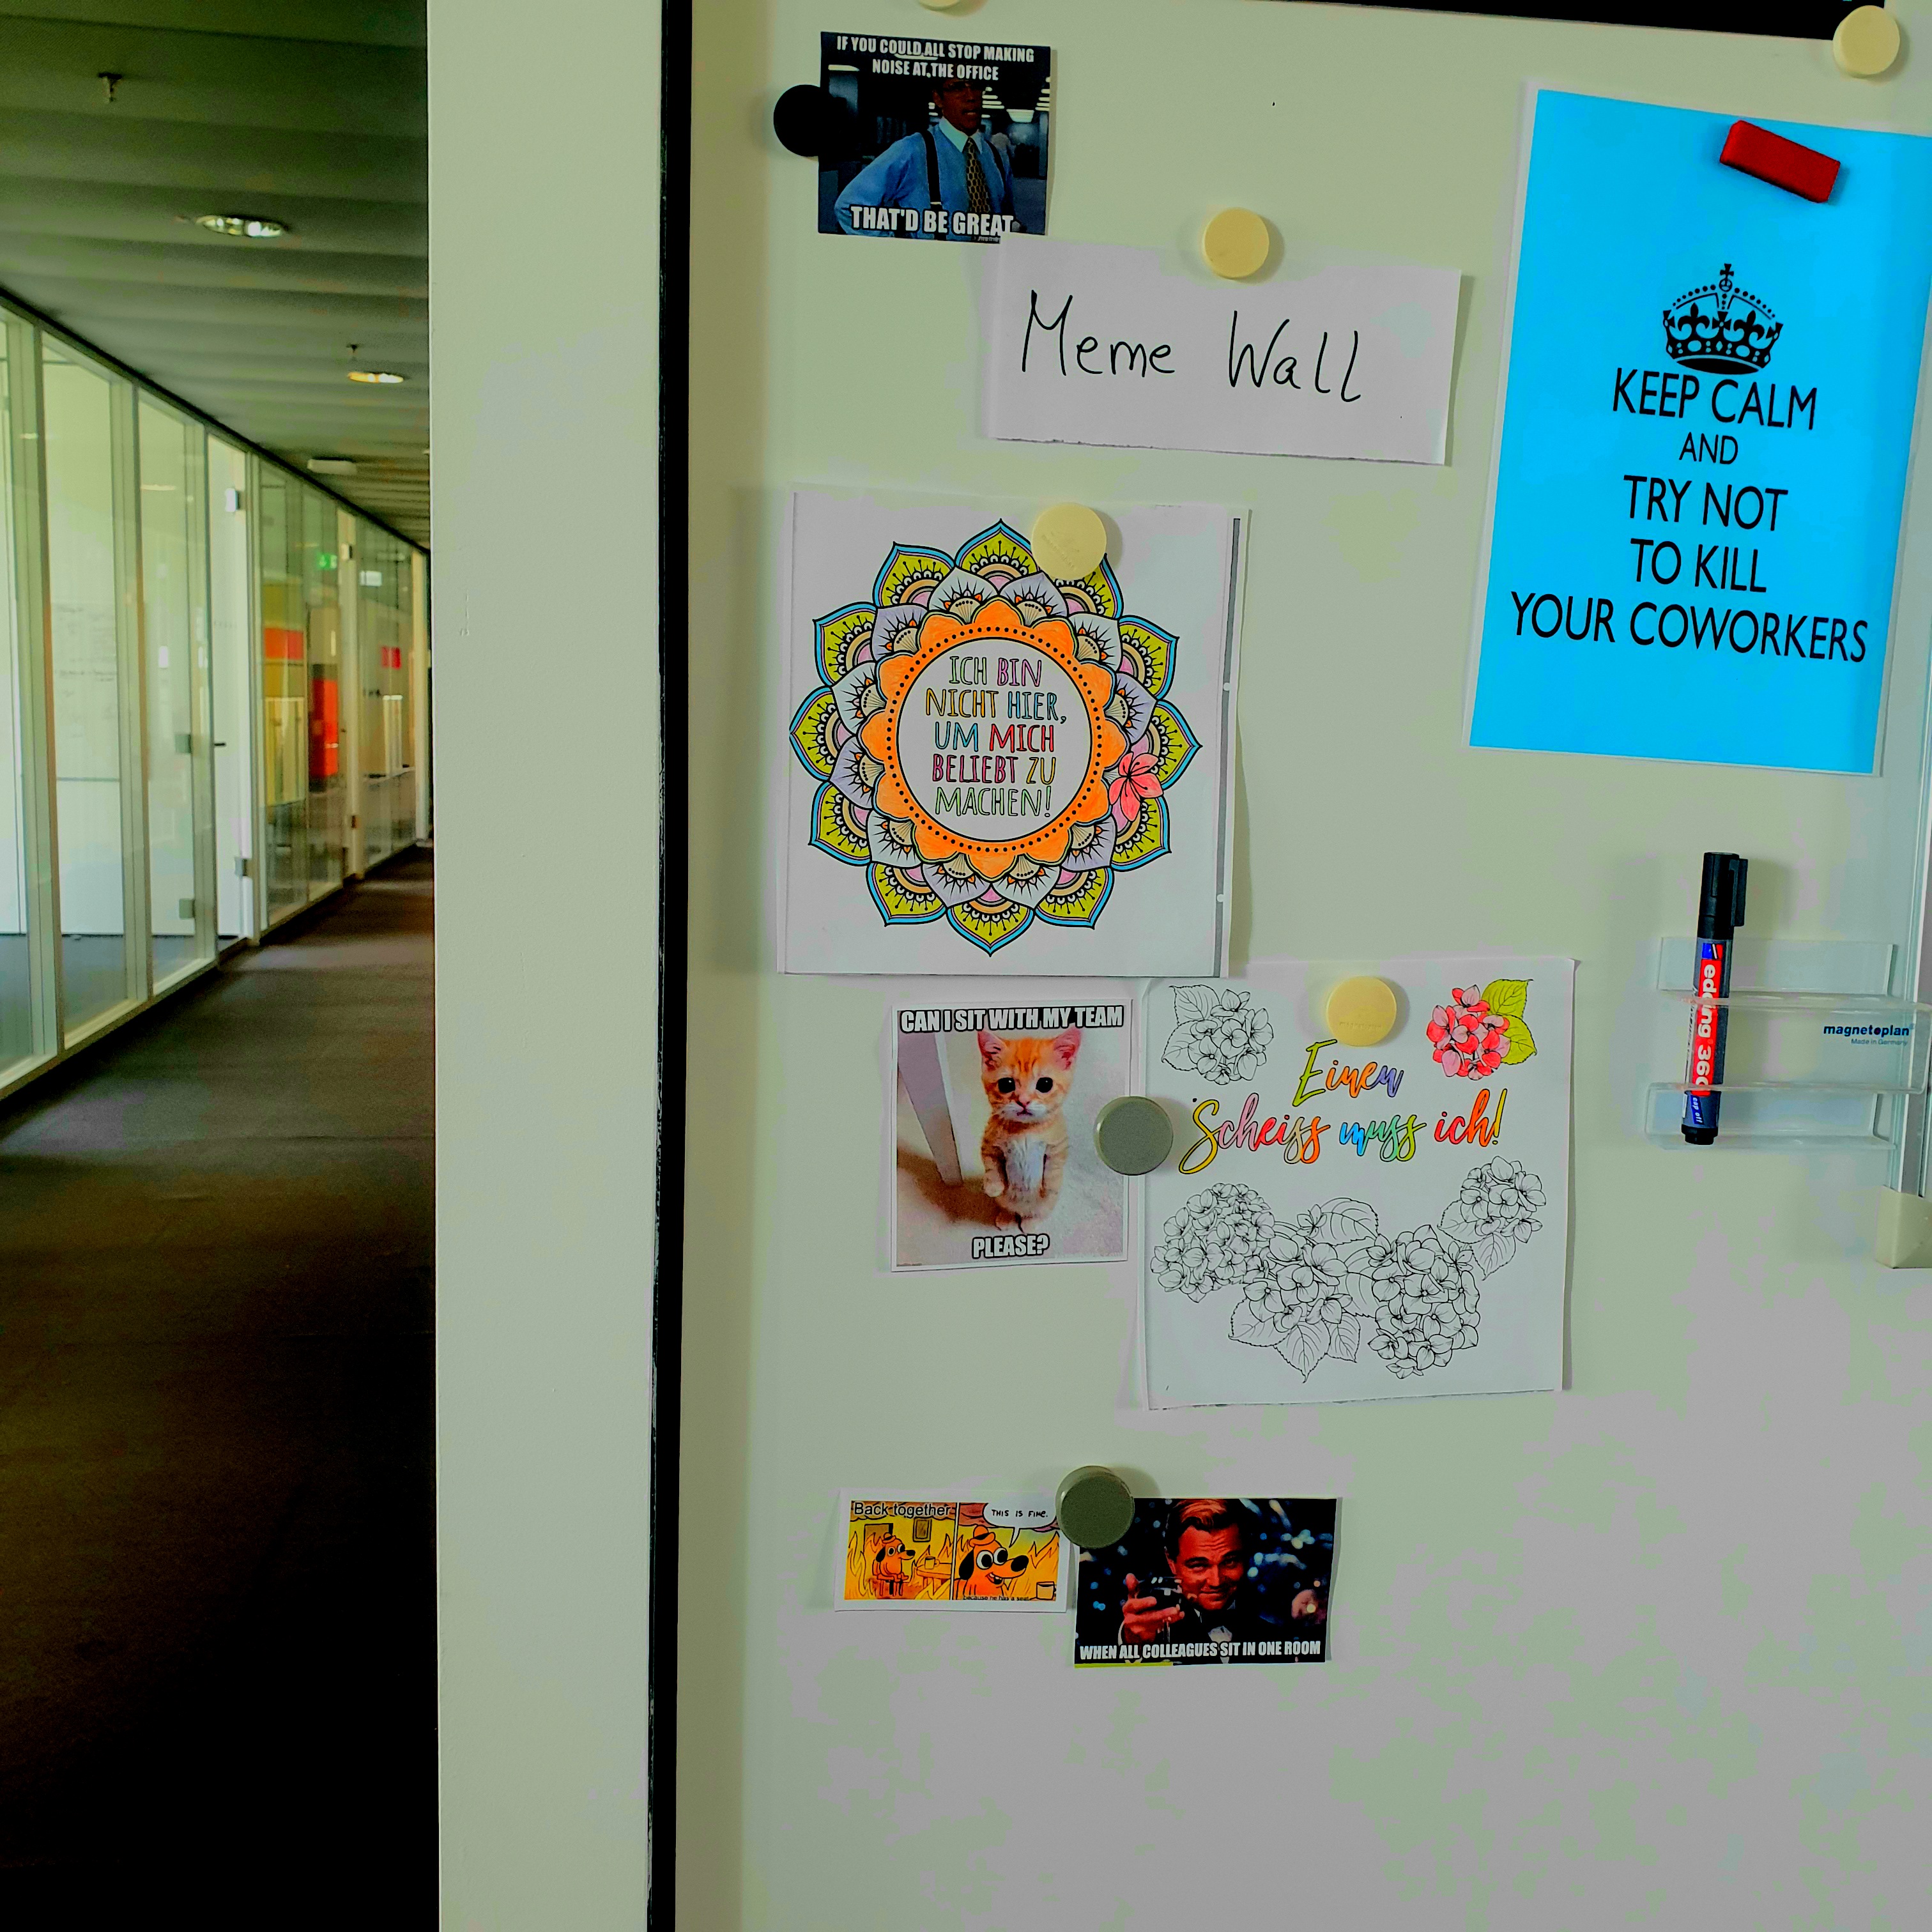 IF YOU COULD ALL STOP MAKING
NOISE AT THE OFFICE
THAT'D BE GREAT
Meme Wall
KEEP CALM
AND
TRY NOT
TO KILL
YOUR COWORKERS
ICH BIN
NICHT HIER,
UM MICH
BELIEBT ZU
MACHEN!
edding 360
magnetoplan
Made in Germany
CAN I SIT WITH MY TEAM
PLEASE?
Einen
Scheiss muss ich!
Back together
THIS IS FINE.
WHEN ALL COLLEAGUES SIT IN ONE ROOM